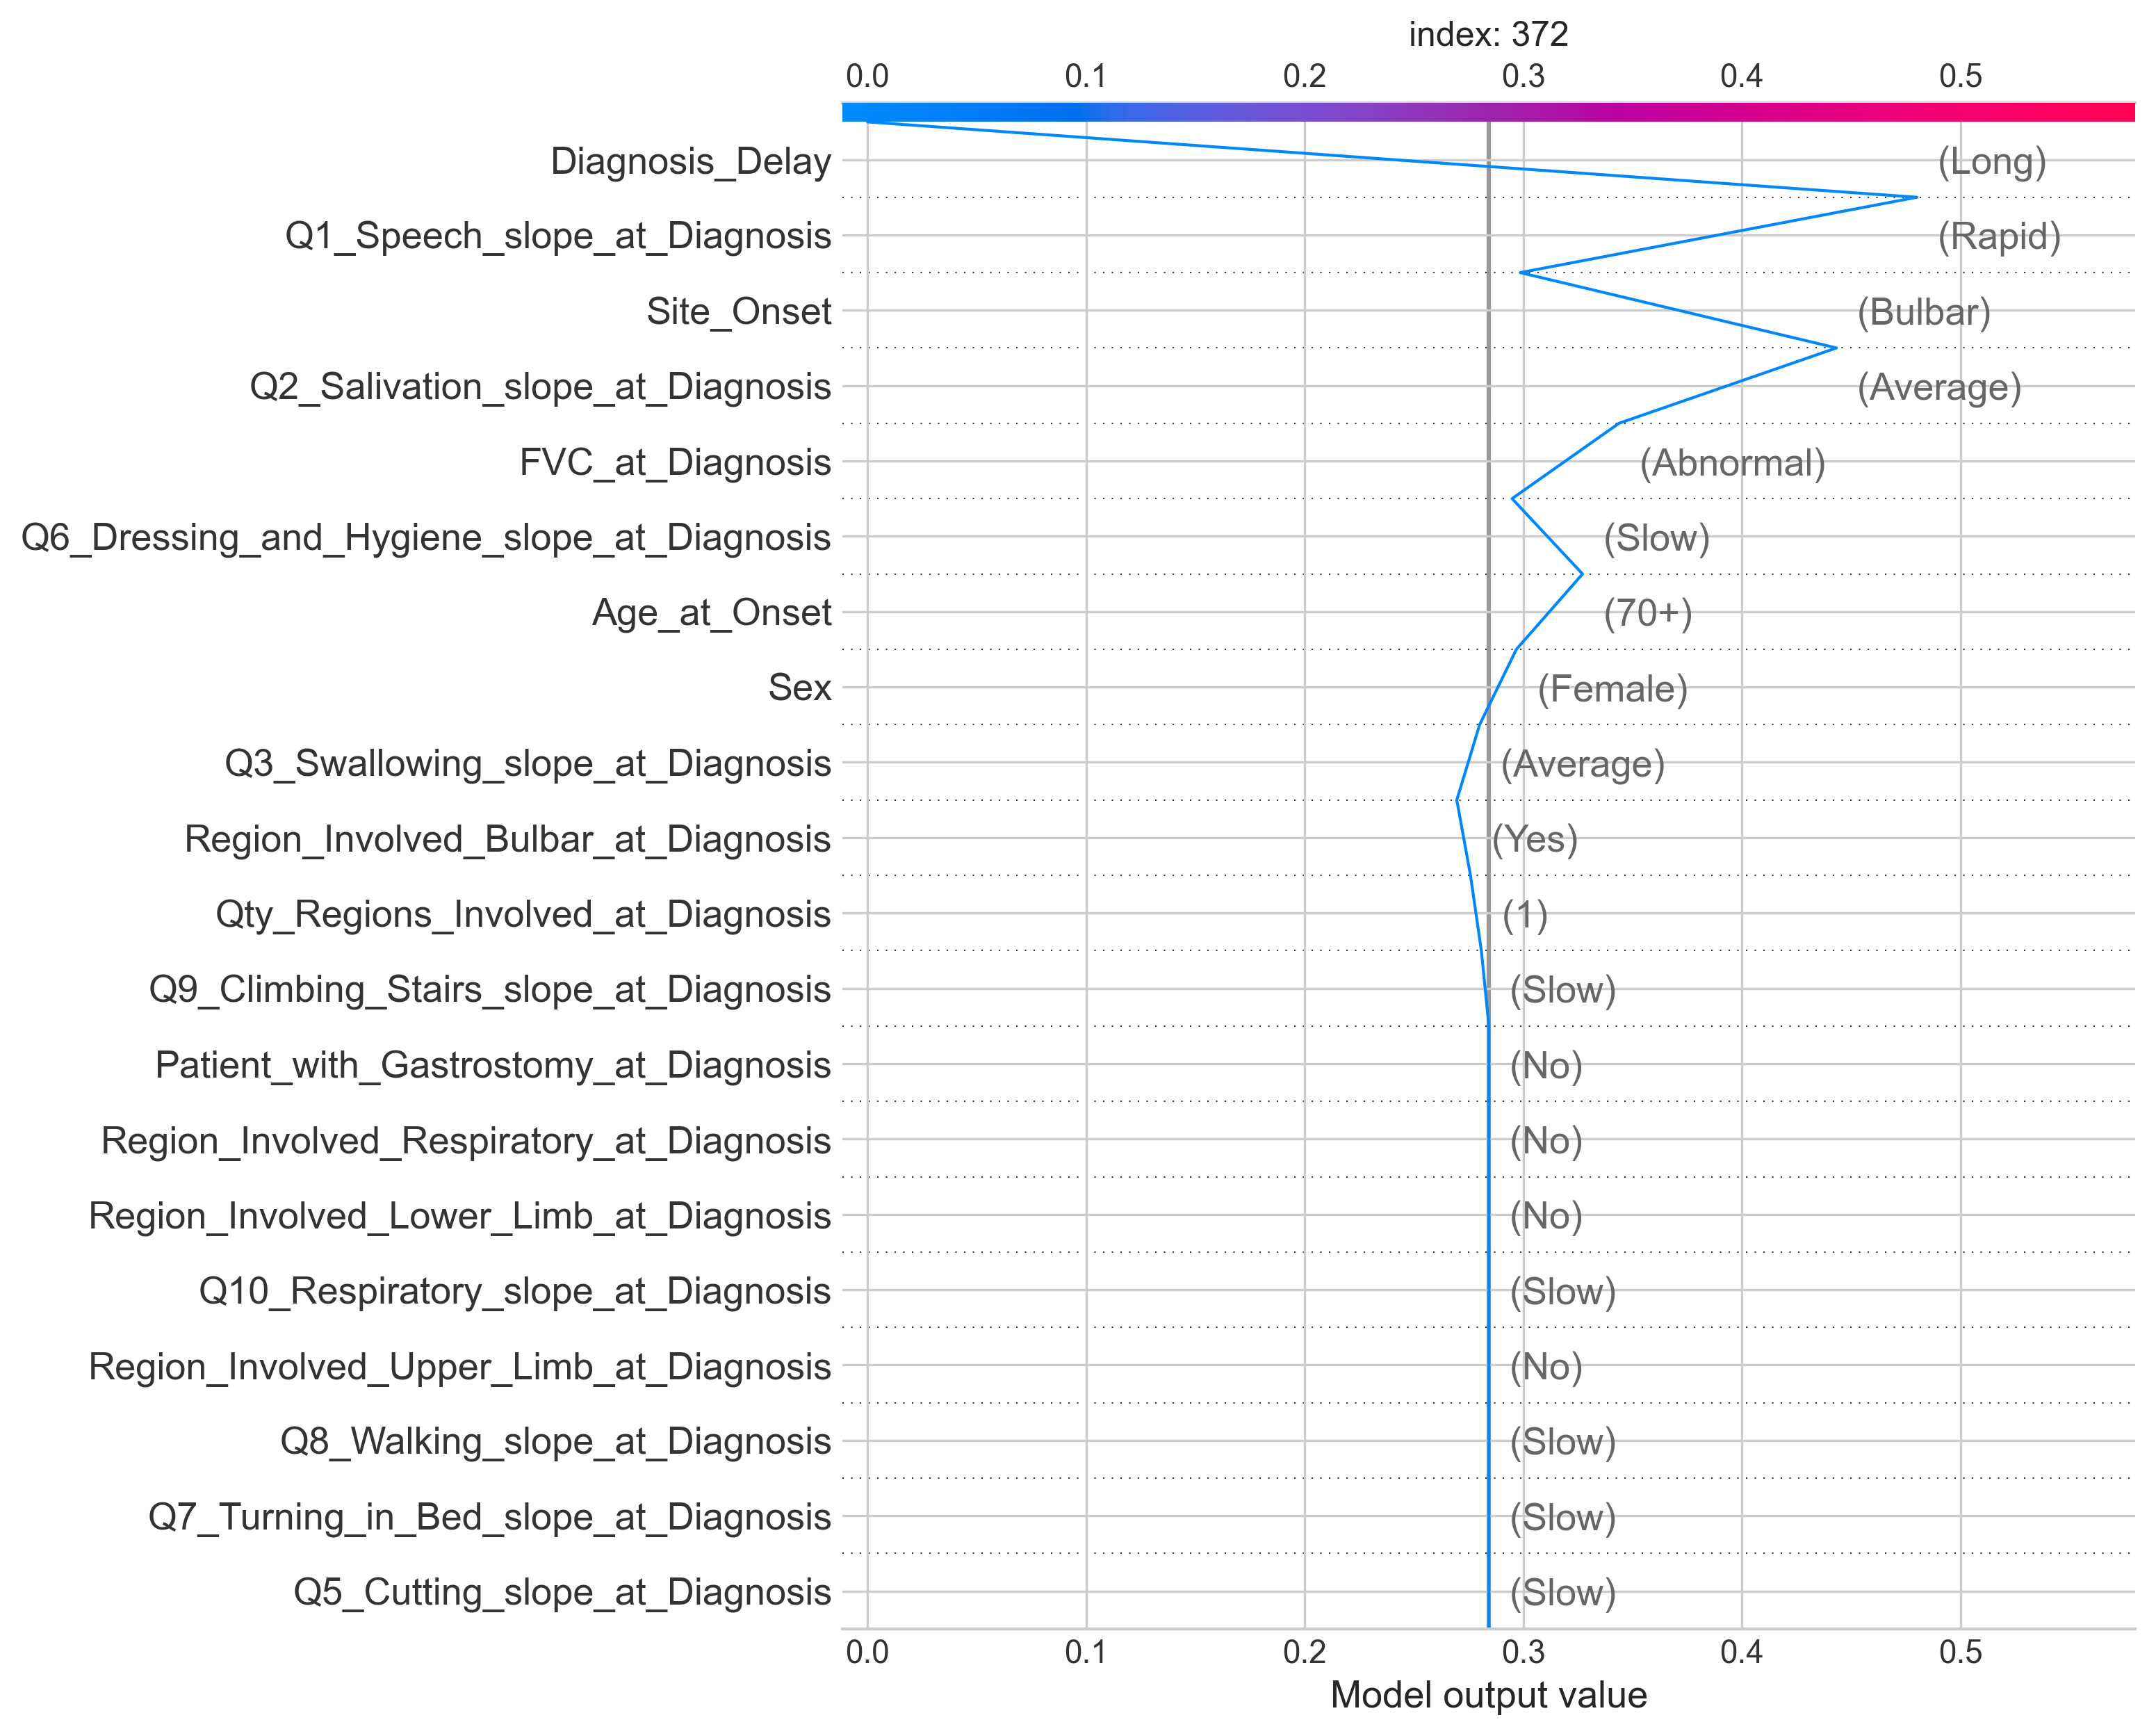 index: 372
0.0 0.1 0.2 0.3 0.4 0.5
Diagnosis_Delay (Long)
Q1_Speech_slope_at_Diagnosis (Rapid)
Site_Onset (Bulbar)
Q2_Salivation_slope_at_Diagnosis (Average)
FVC_at_Diagnosis (Abnormal)
Q6_Dressing_and_Hygiene_slope_at_Diagnosis (Slow)
Age_at_Onset (70+)
Sex (Female)
Q3_Swallowing_slope_at_Diagnosis (Average)
Region_Involved_Bulbar_at_Diagnosis (Yes)
Qty_Regions_Involved_at_Diagnosis (1)
Q9_Climbing_Stairs_slope_at_Diagnosis (Slow)
Patient_with_Gastrostomy_at_Diagnosis (No)
Region_Involved_Respiratory_at_Diagnosis (No)
Region_Involved_Lower_Limb_at_Diagnosis (No)
Q10_Respiratory_slope_at_Diagnosis (Slow)
Region_Involved_Upper_Limb_at_Diagnosis (No)
Q8_Walking_slope_at_Diagnosis (Slow)
Q7_Turning_in_Bed_slope_at_Diagnosis (Slow)
Q5_Cutting_slope_at_Diagnosis (Slow)
0.0 0.1 0.2 0.3 0.4 0.5
Model output value